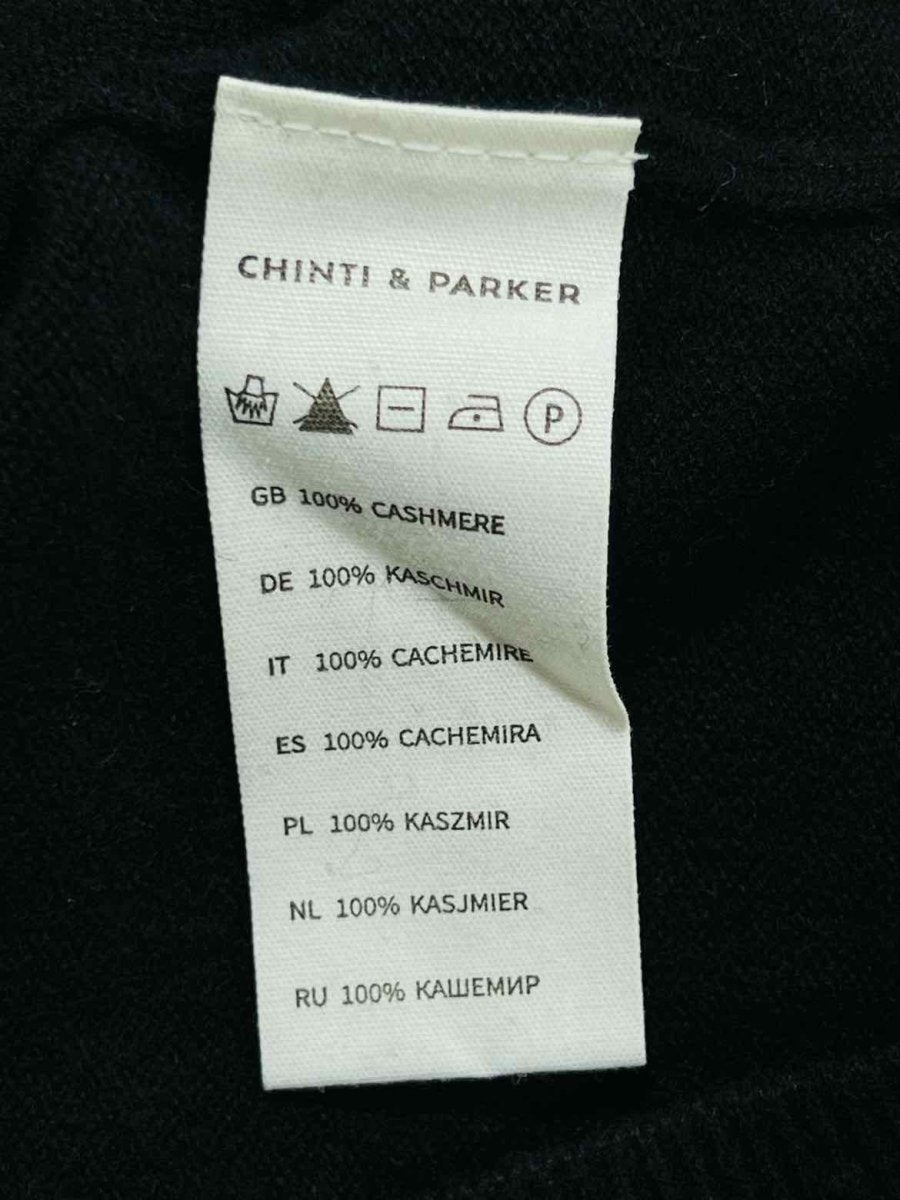 CHINTI & PARKER
P
GB 100% CASHMERE
DE 100% KASCHMIR
IT 100% CACHEMIRE
ES 100% CACHEMIRA
PL 100% KASZMIR
NL 100% KASJMIER
RU 100% КАШЕМИР